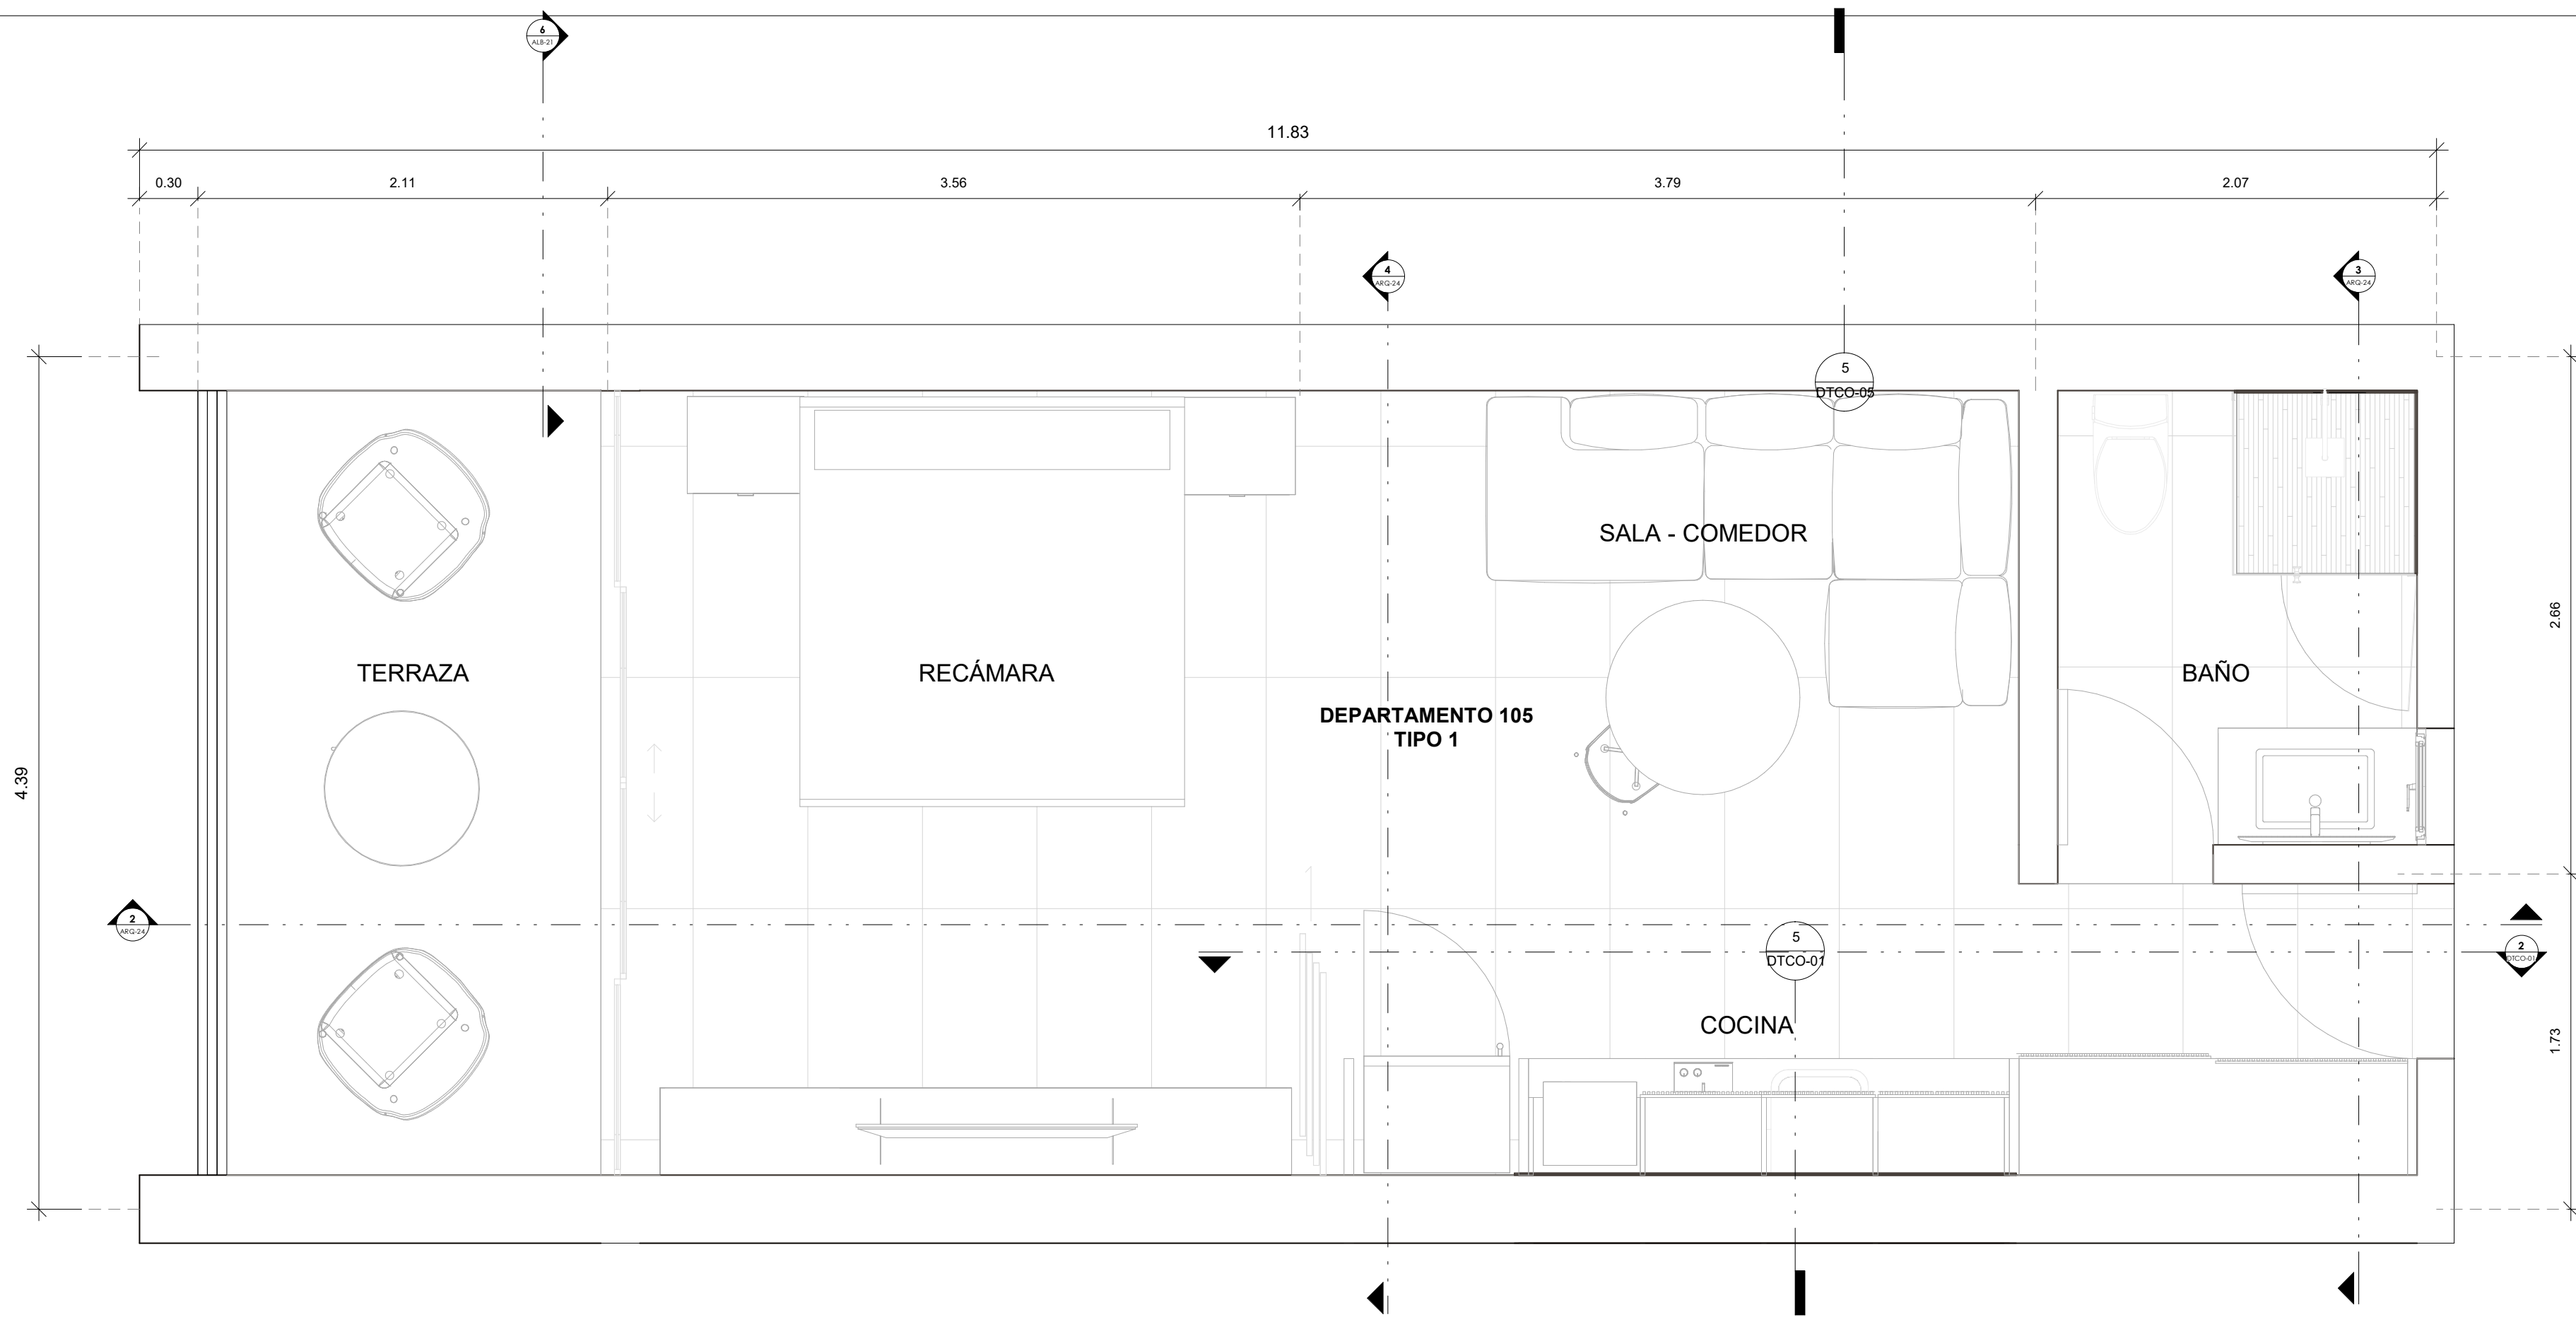 6
ALB-21
11.83
0.30
2.11
3.56
3.79
2.07
4
ARQ-24
3
ARQ-24
5
DTCO-05
SALA - COMEDOR
2.66
TERRAZA
RECÁMARA
BAÑO
DEPARTAMENTO 105
TIPO 1
4.39
2
ARQ-24
5
DTCO-01
2
DTCO-01
COCINA
1.73